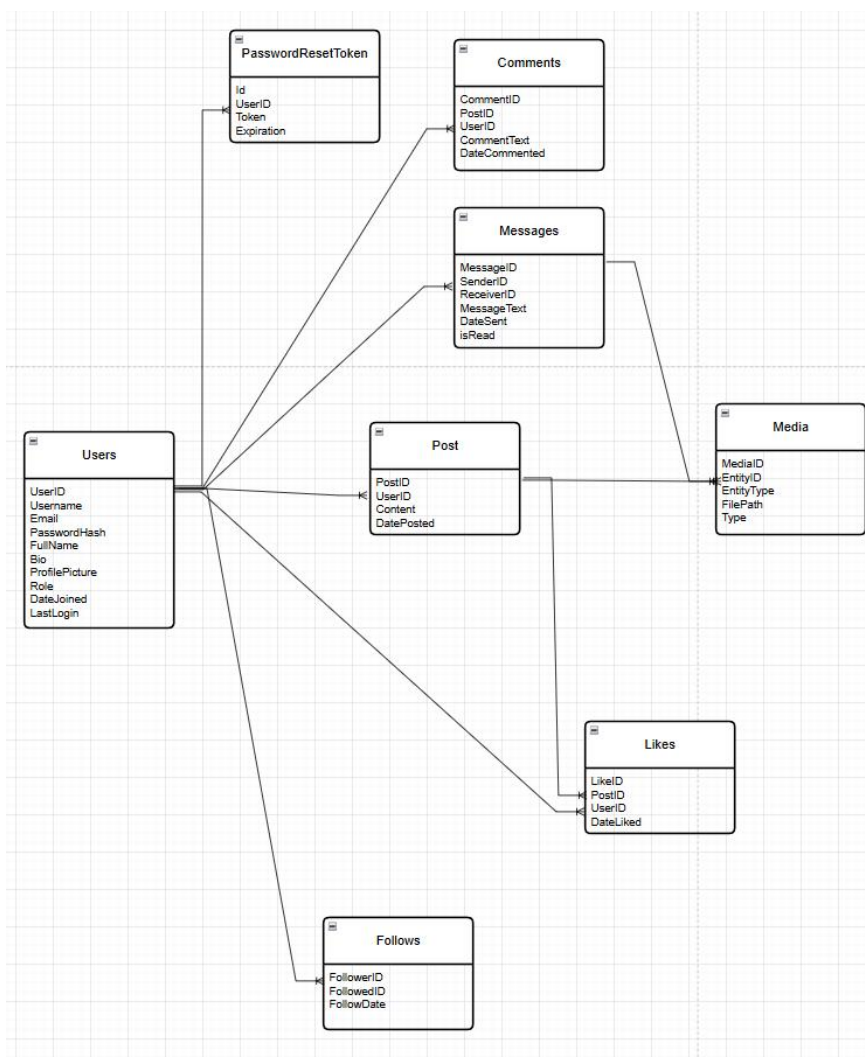 PasswordResetToken
Id
UserID
Token
Expiration
Comments
CommentID
PostID
UserID
CommentText
DateCommented
Messages
MessageID
SenderID
ReceiverID
MessageText
DateSent
isRead
Users
UserID
Username
Email
PasswordHash
FullName
Bio
ProfilePicture
Role
DateJoined
LastLogin
Post
PostID
UserID
Content
DatePosted
Media
MediaID
EntityID
EntityType
FilePath
Type
Likes
LikeID
PostID
UserID
DateLiked
Follows
FollowerID
FollowedID
FollowDate